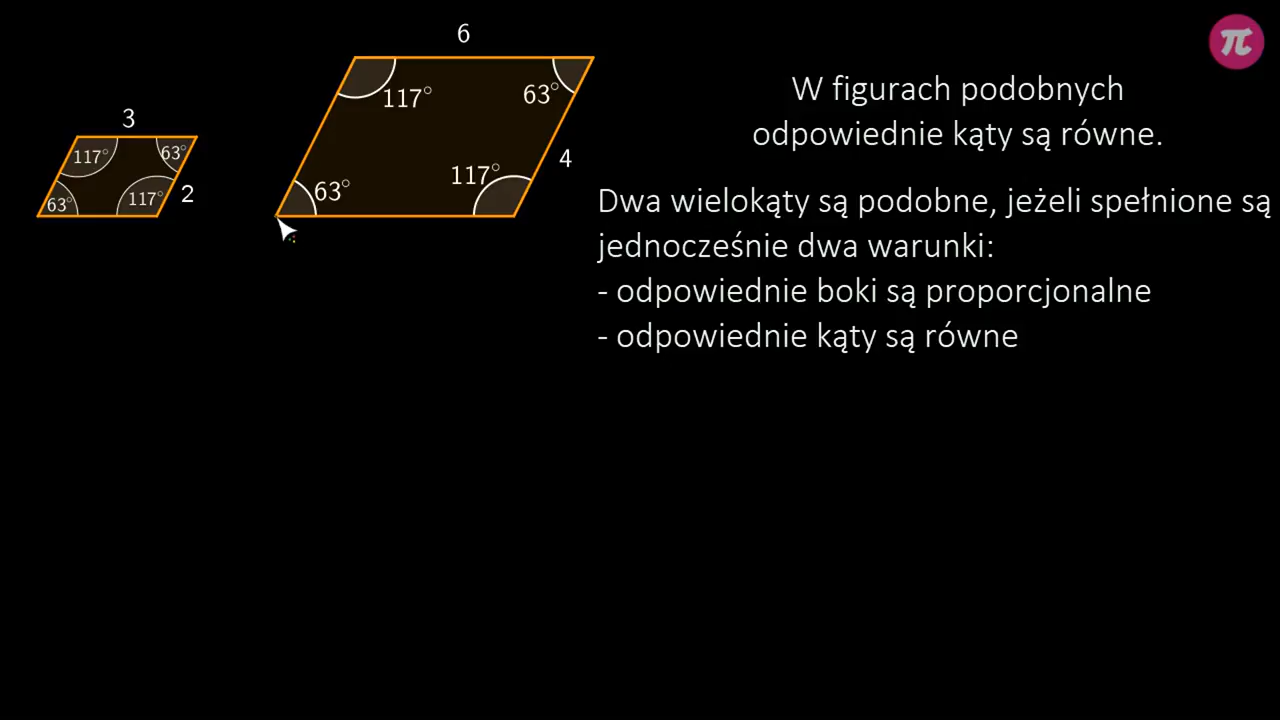 6
117°
63°
117°
63°
4
3
117°
63°
63°
117°
2
π
W figurach podobnych
odpowiednie kąty są równe.
Dwa wielokąty są podobne, jeżeli spełnione są
jednocześnie dwa warunki:
- odpowiednie boki są proporcjonalne
- odpowiednie kąty są równe